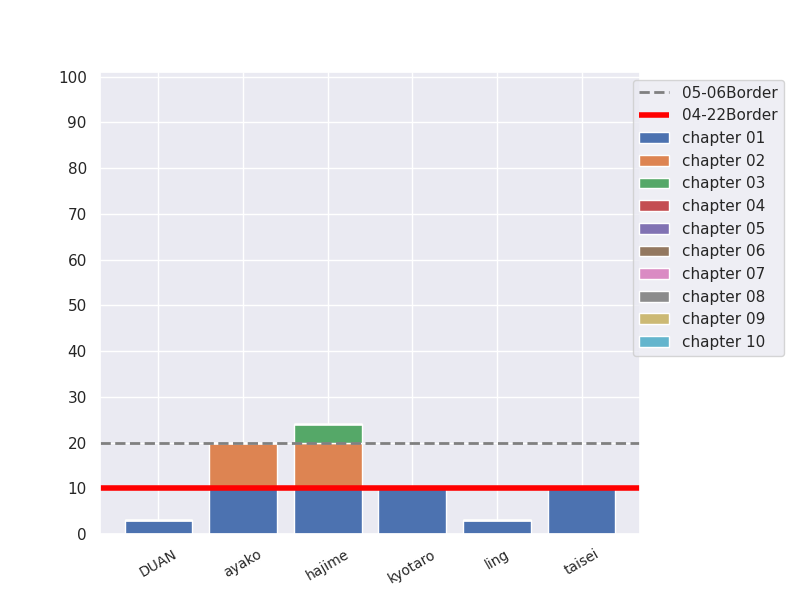 100
90
80
70
60
50
40
30
20
10
0
DUAN
ayako
hajime
kyotaro
ling
taisei
05-06Border
04-22Border
chapter 01
chapter 02
chapter 03
chapter 04
chapter 05
chapter 06
chapter 07
chapter 08
chapter 09
chapter 10